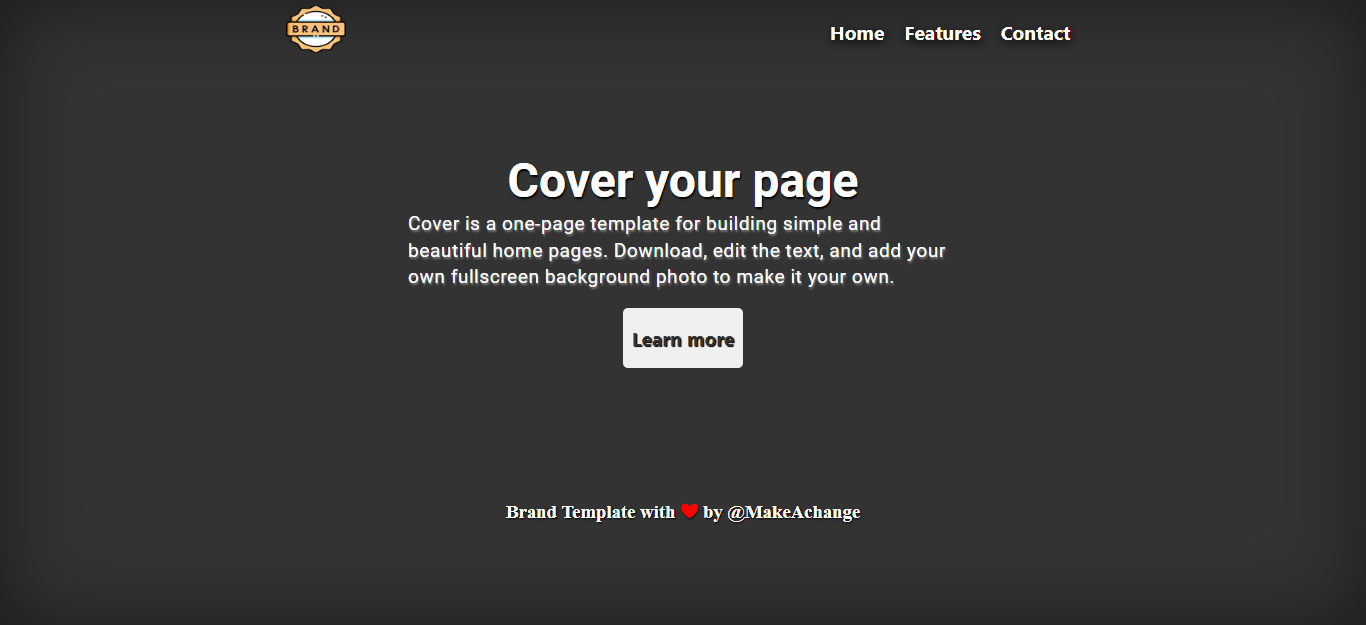 BRAND
Home Features Contact
Cover your page
Cover is a one-page template for building simple and
beautiful home pages. Download, edit the text, and add your
own fullscreen background photo to make it your own.
Learn more
Brand Template with ❤ by @MakeAchange